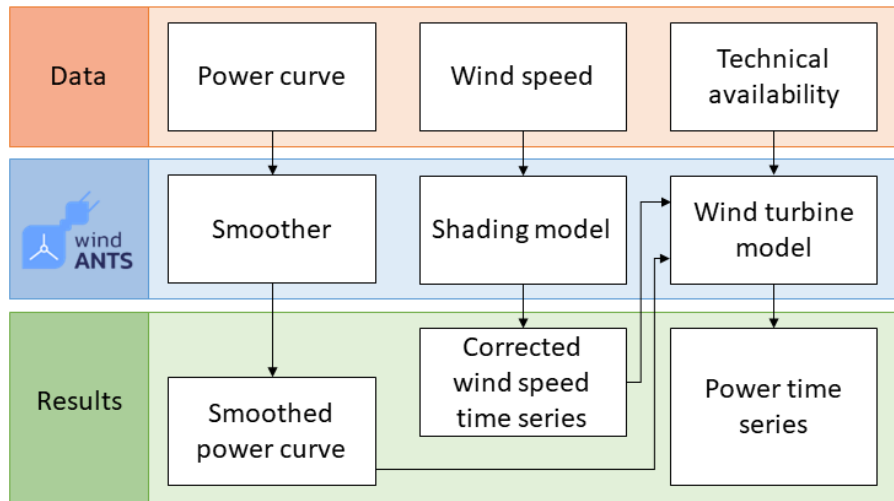 Data
Power curve
Wind speed
Technical
availability
wind
ANTS
Smoother
Shading model
Wind turbine
model
Results
Smoothed
power curve
Corrected
wind speed
time series
Power time
series